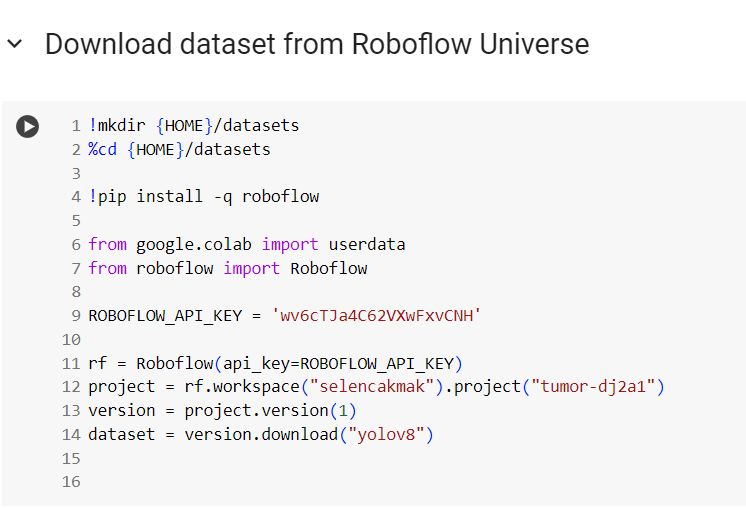 Download dataset from Roboflow Universe
1 !mkdir {HOME}/datasets
2 %cd {HOME}/datasets
3
4 !pip install -q roboflow
5
6 from google.colab import userdata
7 from roboflow import Roboflow
8
9 ROBOFLOW_API_KEY = 'wv6cTJa4C62VXwFxvCNH'
10
11 rf = Roboflow(api_key=ROBOFLOW_API_KEY)
12 project = rf.workspace("selencakmak").project("tumor-dj2a1")
13 version = project.version(1)
14 dataset = version.download("yolov8")
15
16